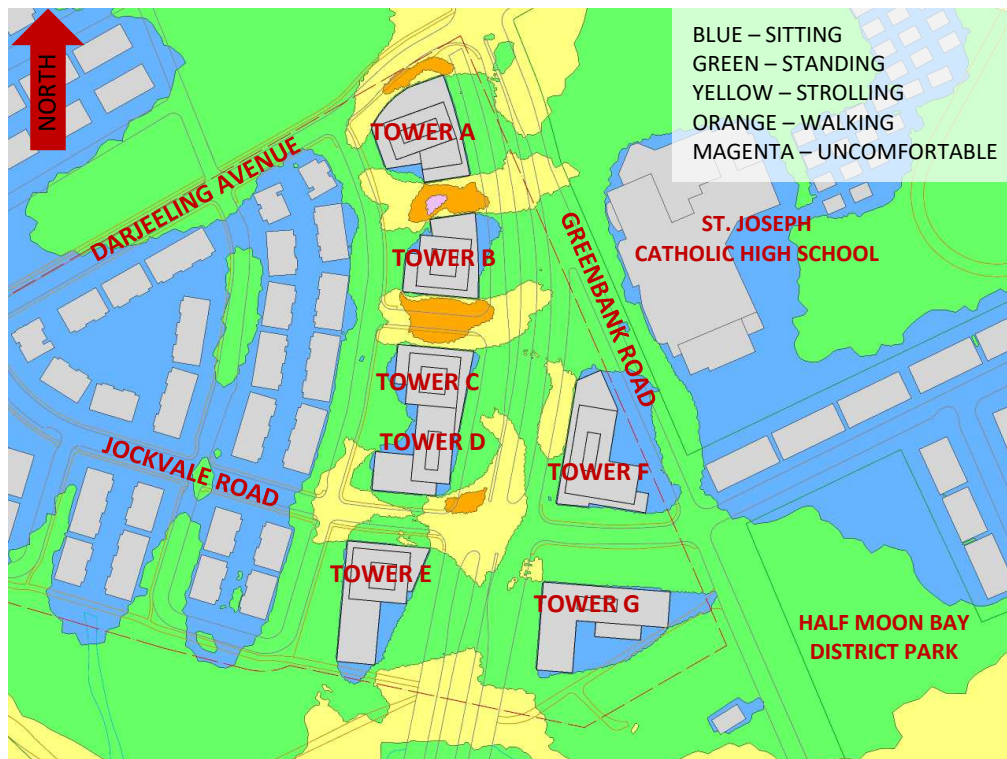 NORTH
BLUE – SITTING
GREEN – STANDING
YELLOW – STROLLING
ORANGE – WALKING
MAGENTA – UNCOMFORTABLE
TOWER A
DARJEELING AVENUE
TOWER B
GREENBANK ROAD
ST. JOSEPH
CATHOLIC HIGH SCHOOL
TOWER C
TOWER D
JOCKVALE ROAD
TOWER F
TOWER E
TOWER G
HALF MOON BAY
DISTRICT PARK